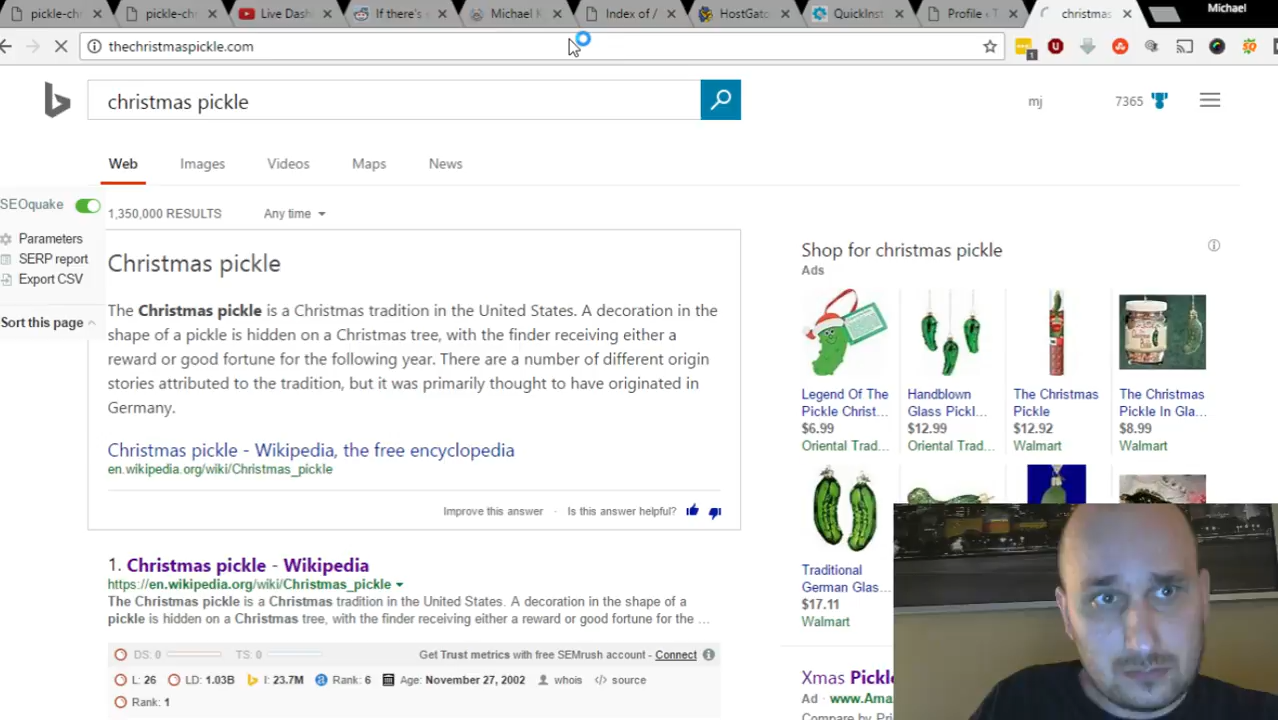 pickle-ch
pickle-ch
Live Dash
If there's
Michael K
Index of /
HostGato
QuickInst
Profile ‹ T
christmas
Michael
thechristmaspickle.com
1
christmas pickle
mj
7365
Web
Images
Videos
Maps
News
SEOquake
Parameters
SERP report
Export CSV
Sort this page
1,350,000 RESULTS
Any time
Christmas pickle
The Christmas pickle is a Christmas tradition in the United States. A decoration in the
shape of a pickle is hidden on a Christmas tree, with the finder receiving either a
reward or good fortune for the following year. There are a number of different origin
stories attributed to the tradition, but it was primarily thought to have originated in
Germany.
Christmas pickle - Wikipedia, the free encyclopedia
en.wikipedia.org/wiki/Christmas_pickle
Improve this answer · Is this answer helpful?
1. Christmas pickle - Wikipedia
https://en.wikipedia.org/wiki/Christmas_pickle
The Christmas pickle is a Christmas tradition in the United States. A decoration in the shape of a
pickle is hidden on a Christmas tree, with the finder receiving either a reward or good fortune for the ...
DS: 0 TS: 0 Get Trust metrics with free SEMrush account - Connect
L: 26 LD: 1.03B I: 23.7M Rank: 6 Age: November 27, 2002 whois </> source
Rank: 1
Shop for christmas pickle
Ads
Legend Of The
Pickle Christ...
$6.99
Oriental Trad...
Handblown
Glass Pickl...
$12.99
Oriental Trad...
The Christmas
Pickle
$12.92
Walmart
The Christmas
Pickle In Gla...
$8.99
Walmart
Traditional
German Glas
$17.11
Walmart
Xmas Pickl
Ad · www.Ama
Compare by Pri